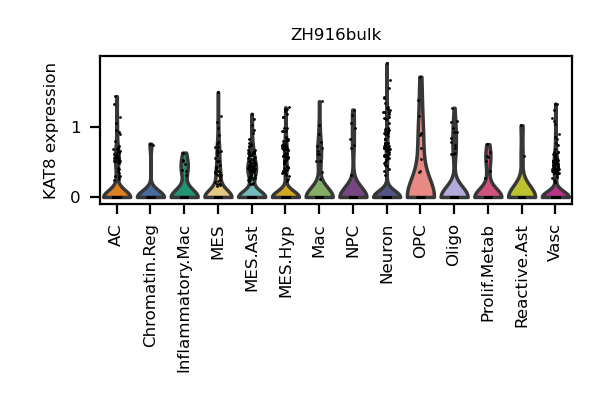 ZH916bulk
KAT8 expression
1
0
AC
Chromatin.Reg
Inflammatory.Mac
MES
MES.Ast
MES.Hyp
Mac
NPC
Neuron
OPC
Oligo
Prolif.Metab
Reactive.Ast
Vasc